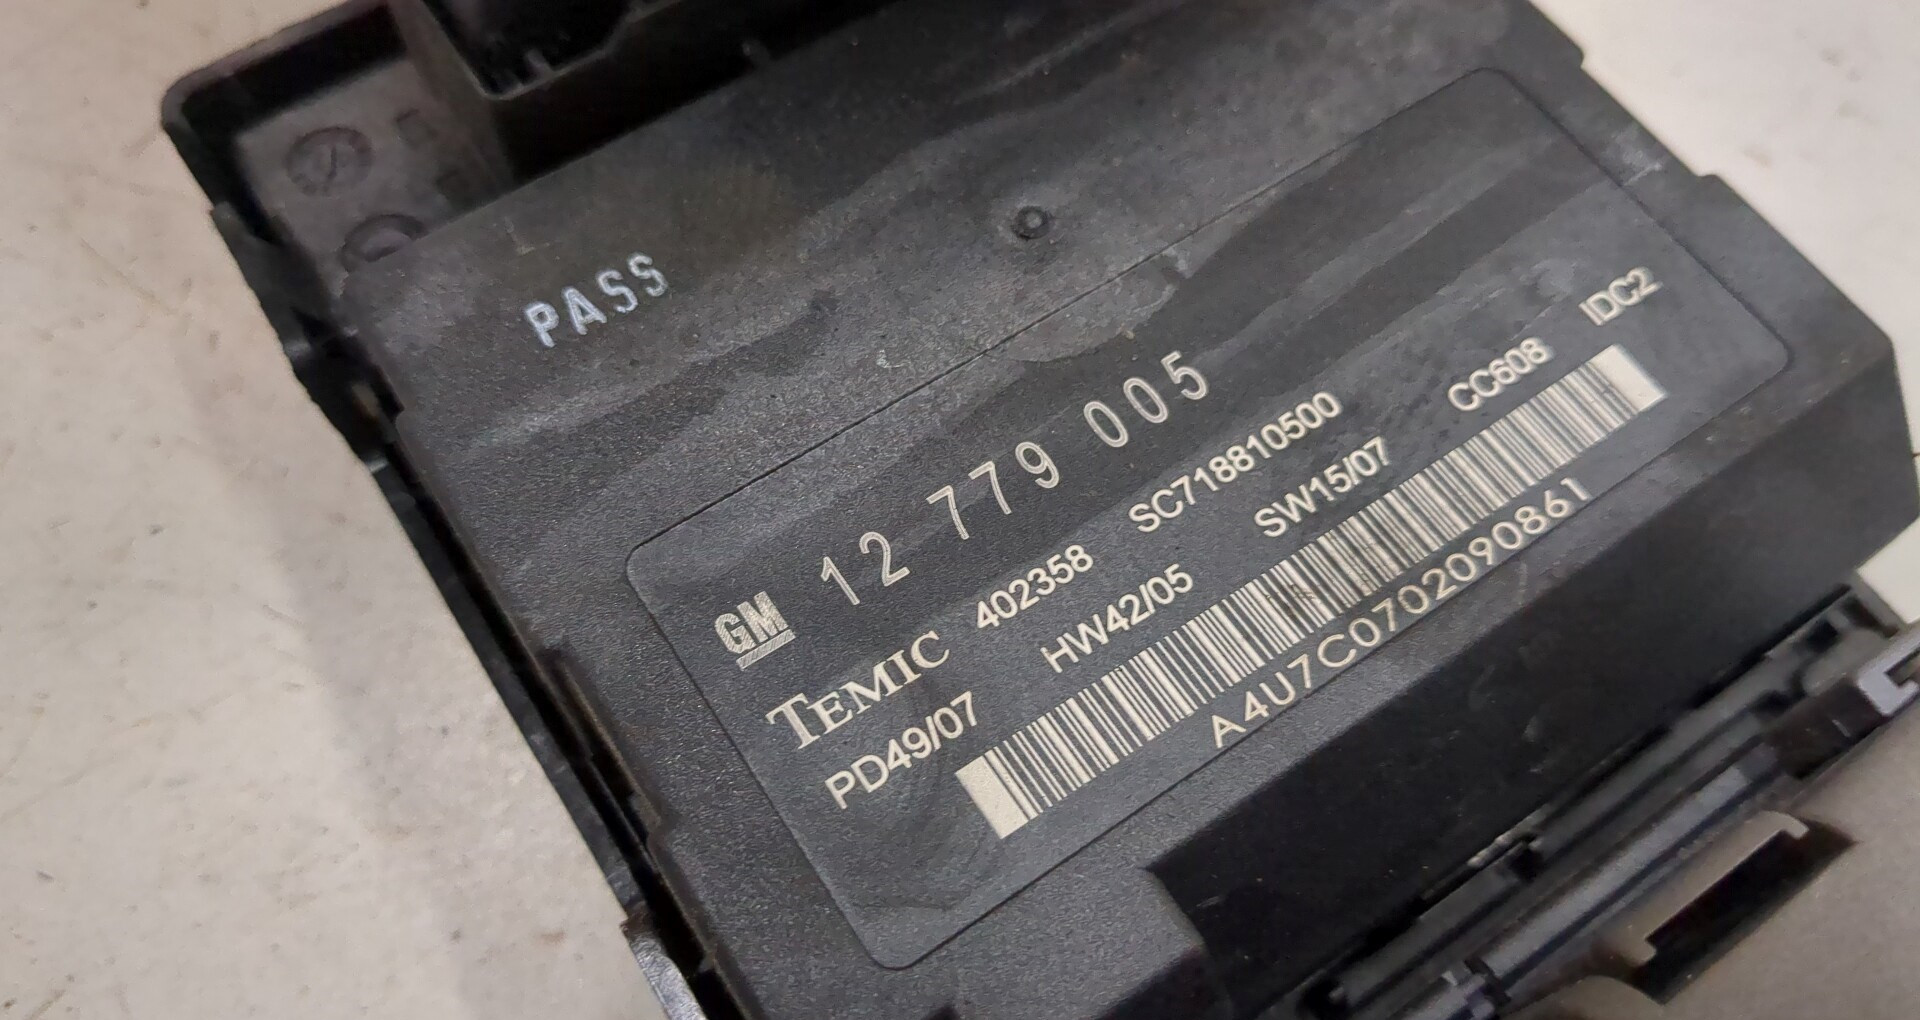 PASS
GM 12 779 005
TEMIC 402358 SC718810500
PD49/07 HW42/05 SW15/07 CC608 IDC2
A4U7C0702090861